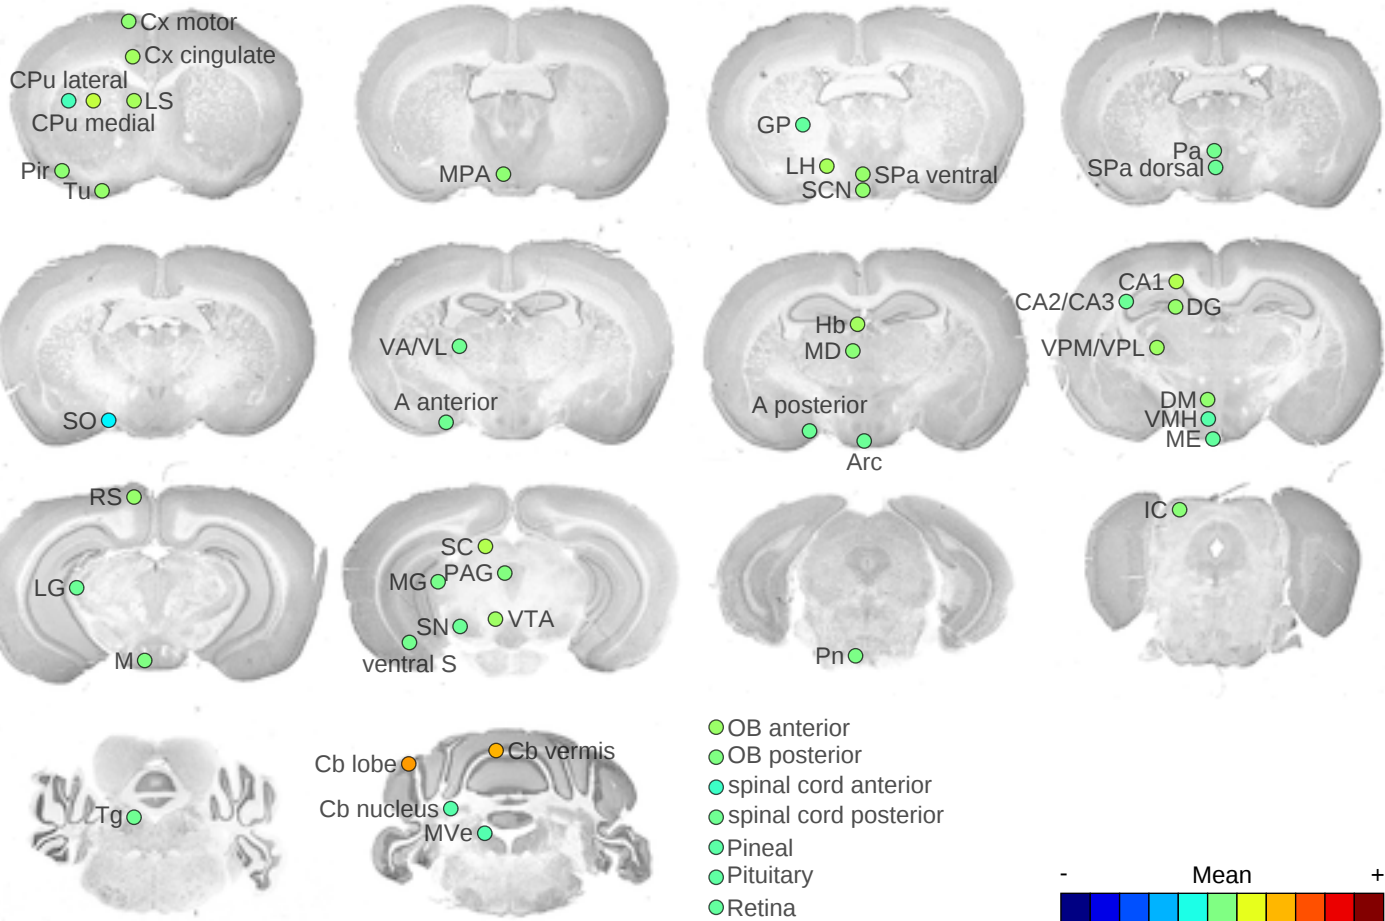 Cx motor
Cx cingulate
CPu lateral
LS
CPu medial
Pir
Tu
MPA
GP
LH
SPa ventral
SCN
Pa
SPa dorsal
SO
VA/VL
A anterior
Hb
MD
A posterior
Arc
CA1
CA2/CA3
DG
VPM/VPL
DM
VMH
ME
RS
LG
M
SC
MG
PAG
SN
VTA
ventral S
Pn
IC
Tg
Cb lobe
Cb vermis
Cb nucleus
MVe
OB anterior
OB posterior
spinal cord anterior
spinal cord posterior
Pineal
Pituitary
Retina
- Mean +